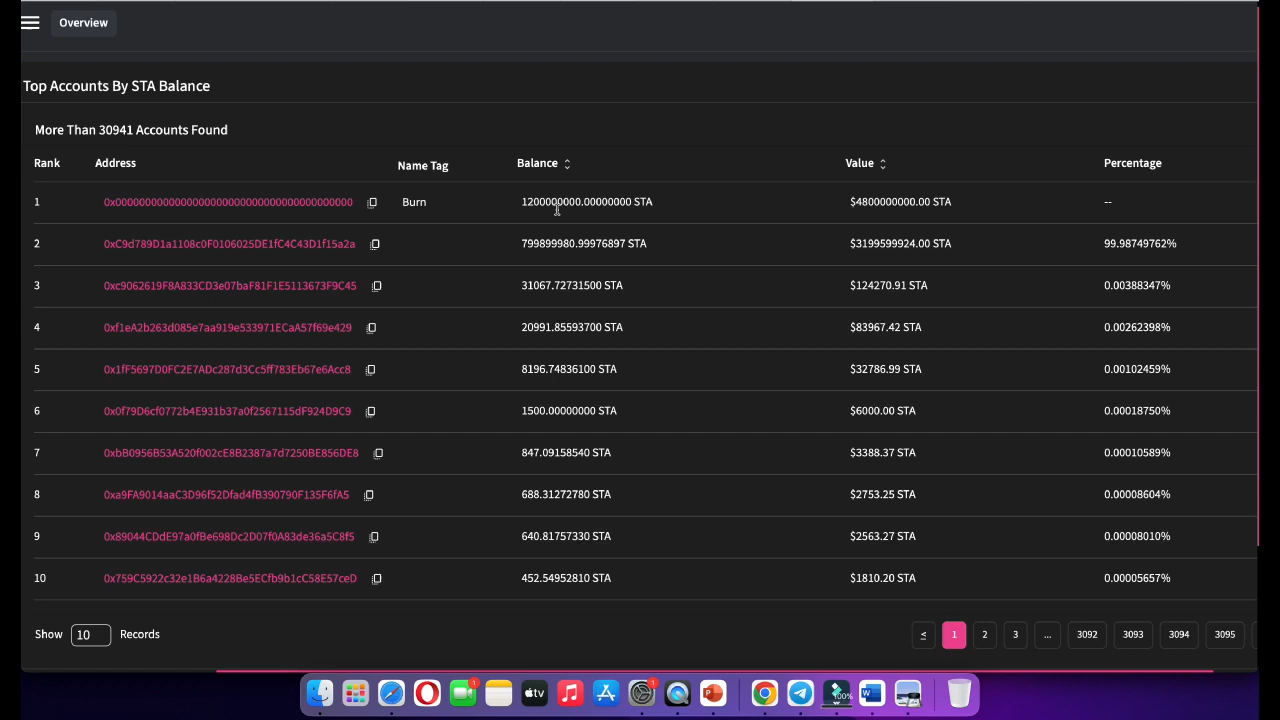 Overview
Top Accounts By STA Balance
More Than 30941 Accounts Found
Rank Address Name Tag Balance Value Percentage
1 0x0000000000000000000000000000000000000000 Burn 1200000000.00000000 STA $4800000000.00 STA --
2 0xC9d789D1a1108c0F0106025DE1fC4C43D1f15a2a 799899980.99976897 STA $3199599924.00 STA 99.98749762%
3 0xc9062619F8A833CD3e07baF81F1E5113673F9C45 31067.72731500 STA $124270.91 STA 0.00388347%
4 0xf1eA2b263d085e7aa919e533971ECaA57f69e429 20991.85593700 STA $83967.42 STA 0.00262398%
5 0x1fF5697D0FC2E7ADc287d3Cc5ff783Eb67e6Acc8 8196.74836100 STA $32786.99 STA 0.00102459%
6 0x0f79D6cf0772b4E931b37a0f2567115dF924D9C9 1500.00000000 STA $6000.00 STA 0.00018750%
7 0xbB0956B53A520f002cE8B2387a7d7250BE856DE8 847.09158540 STA $3388.37 STA 0.00010589%
8 0xa9FA9014aaC3D96f52Dfad4fB390790F135F6fA5 688.31272780 STA $2753.25 STA 0.00008604%
9 0x89044CDdE97a0fBe698Dc2D07f0A83de36a5C8f5 640.81757330 STA $2563.27 STA 0.00008010%
10 0x759C5922c32e1B6a4228Be5ECfb9b1cC58E57ceD 452.54952810 STA $1810.20 STA 0.00005657%
Show 10 Records < 1 2 3 ... 3092 3093 3094 3095
1 tv 1 100% W